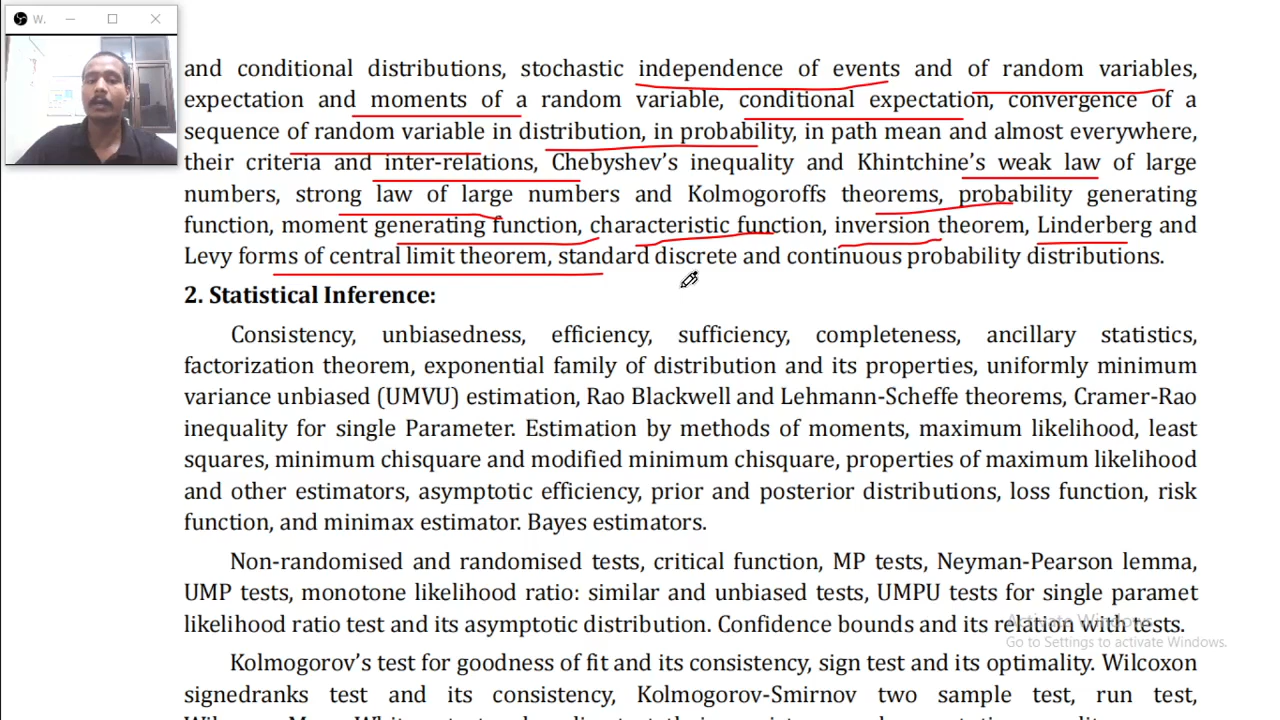 W.
and conditional distributions, stochastic independence of events and of random variables,
expectation and moments of a random variable, conditional expectation, convergence of a
sequence of random variable in distribution, in probability, in path mean and almost everywhere,
their criteria and inter-relations, Chebyshev's inequality and Khintchine's weak law of large
numbers, strong law of large numbers and Kolmogoroffs theorems, probability generating
function, moment generating function, characteristic function, inversion theorem, Linderberg and
Levy forms of central limit theorem, standard discrete and continuous probability distributions.
2. Statistical Inference:
Consistency, unbiasedness, efficiency, sufficiency, completeness, ancillary statistics,
factorization theorem, exponential family of distribution and its properties, uniformly minimum
variance unbiased (UMVU) estimation, Rao Blackwell and Lehmann-Scheffe theorems, Cramer-Rao
inequality for single Parameter. Estimation by methods of moments, maximum likelihood, least
squares, minimum chisquare and modified minimum chisquare, properties of maximum likelihood
and other estimators, asymptotic efficiency, prior and posterior distributions, loss function, risk
function, and minimax estimator. Bayes estimators.
Non-randomised and randomised tests, critical function, MP tests, Neyman-Pearson lemma,
UMP tests, monotone likelihood ratio: similar and unbiased tests, UMPU tests for single paramet
likelihood ratio test and its asymptotic distribution. Confidence bounds and its relation with tests.
Activate Windows
Go to Settings to activate Windows.
Kolmogorov's test for goodness of fit and its consistency, sign test and its optimality. Wilcoxon
signedranks test and its consistency, Kolmogorov-Smirnov two sample test, run test,